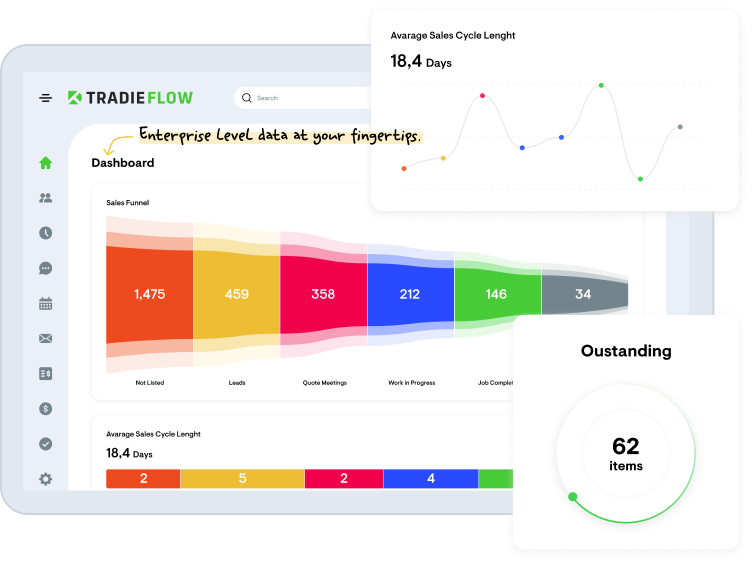 Avarage Sales Cycle Lenght
18,4 Days
TRADIEFLOW
Search
Enterprise Level data at your fingertips.
Dashboard
Sales Funnel
1,475 459 358 212 146 34
Not Listed Leads Quote Meetings Work in Progress Job Complet
Oustanding
62
items
Avarage Sales Cycle Lenght
18,4 Days
2 5 2 4